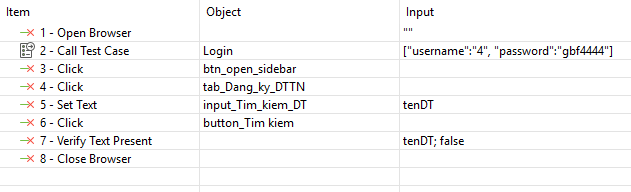 Item Object Input
1 - Open Browser ""
2 - Call Test Case Login ["username":"4", "password":"gbf4444"]
3 - Click btn_open_sidebar
4 - Click tab_Dang_ky_DTTN
5 - Set Text input_Tim_kiem_DT tenDT
6 - Click button_Tim kiem
7 - Verify Text Present tenDT; false
8 - Close Browser